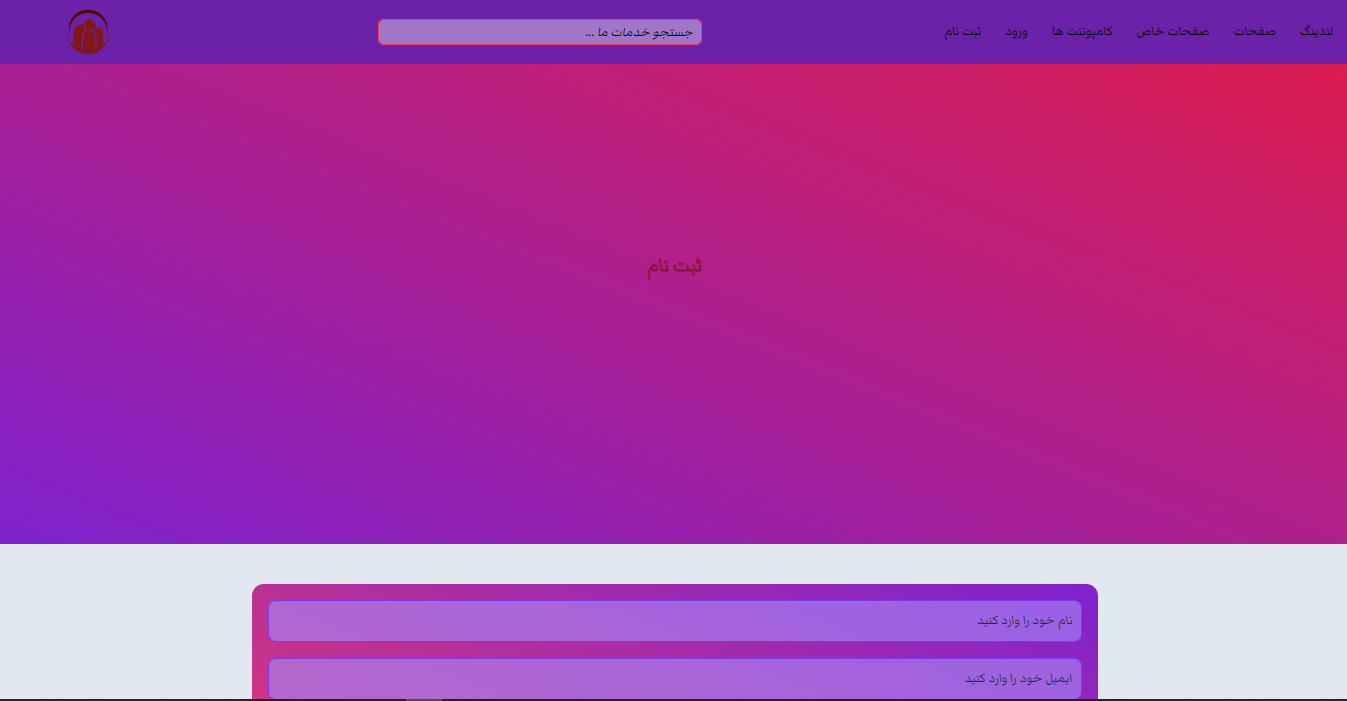 لندینگ
صفحات
صفحات خاص
کامپوننت ها
ورود
ثبت نام
جستجو خدمات ما ...
ثبت نام
نام خود را وارد کنید
ایمیل خود را وارد کنید